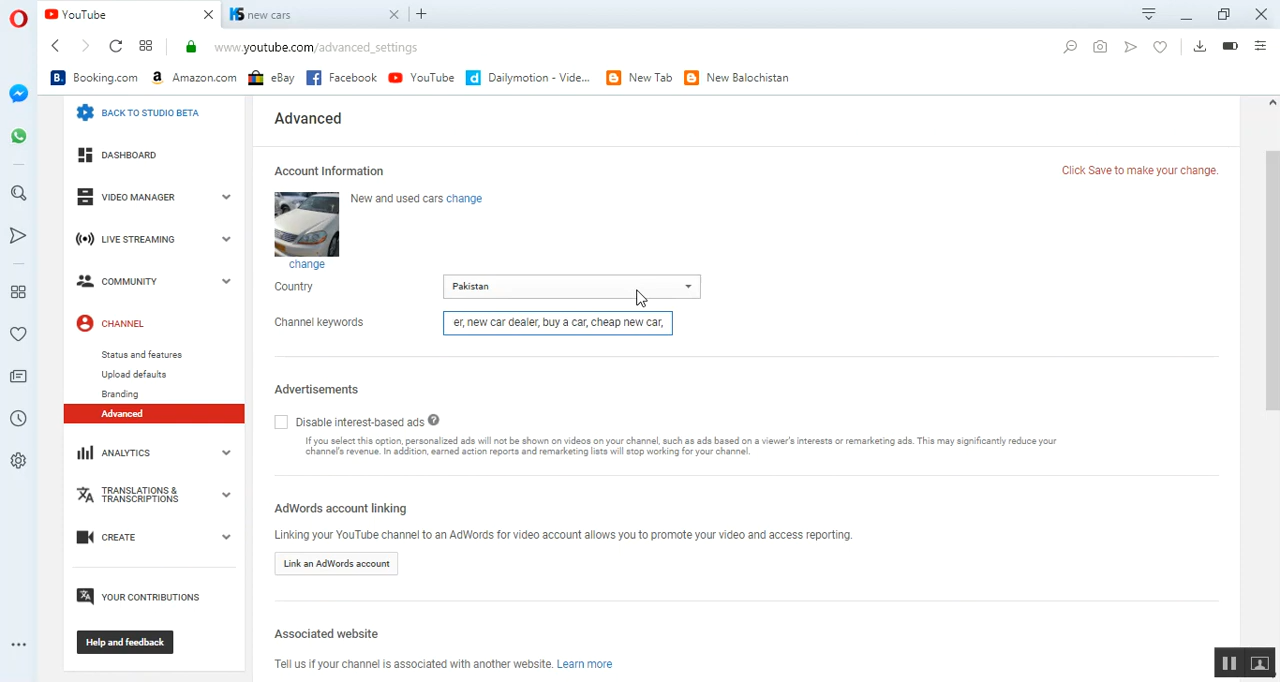 YouTube
new cars
www.youtube.com/advanced_settings
Booking.com
Amazon.com
eBay
Facebook
YouTube
Dailymotion - Vide...
New Tab
New Balochistan
BACK TO STUDIO BETA
DASHBOARD
VIDEO MANAGER
LIVE STREAMING
COMMUNITY
CHANNEL
Status and features
Upload defaults
Branding
Advanced
ANALYTICS
TRANSLATIONS &
TRANSCRIPTIONS
CREATE
YOUR CONTRIBUTIONS
Help and feedback
Advanced
Account Information
Click Save to make your change.
New and used cars change
change
Country
Pakistan
Channel keywords
er, new car dealer, buy a car, cheap new car,
Advertisements
Disable interest-based ads ?
If you select this option, personalized ads will not be shown on videos on your channel, such as ads based on a viewer's interests or remarketing ads. This may significantly reduce your
channel's revenue. In addition, earned action reports and remarketing lists will stop working for your channel.
AdWords account linking
Linking your YouTube channel to an AdWords for video account allows you to promote your video and access reporting.
Link an AdWords account
Associated website
Tell us if your channel is associated with another website. Learn more